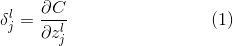 δ_j^l = ∂C / ∂z_j^l (1)